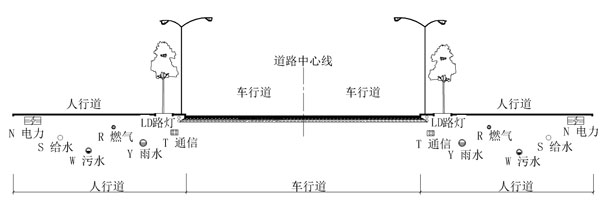 道路中心线
车行道 车行道
人行道 人行道
LD路灯 LD路灯
N 电力 R 燃气 T 通信 T 通信 R 燃气 N 电力
S 给水 Y 雨水 Y 雨水 S 给水
W 污水 W 污水
人行道 车行道 人行道